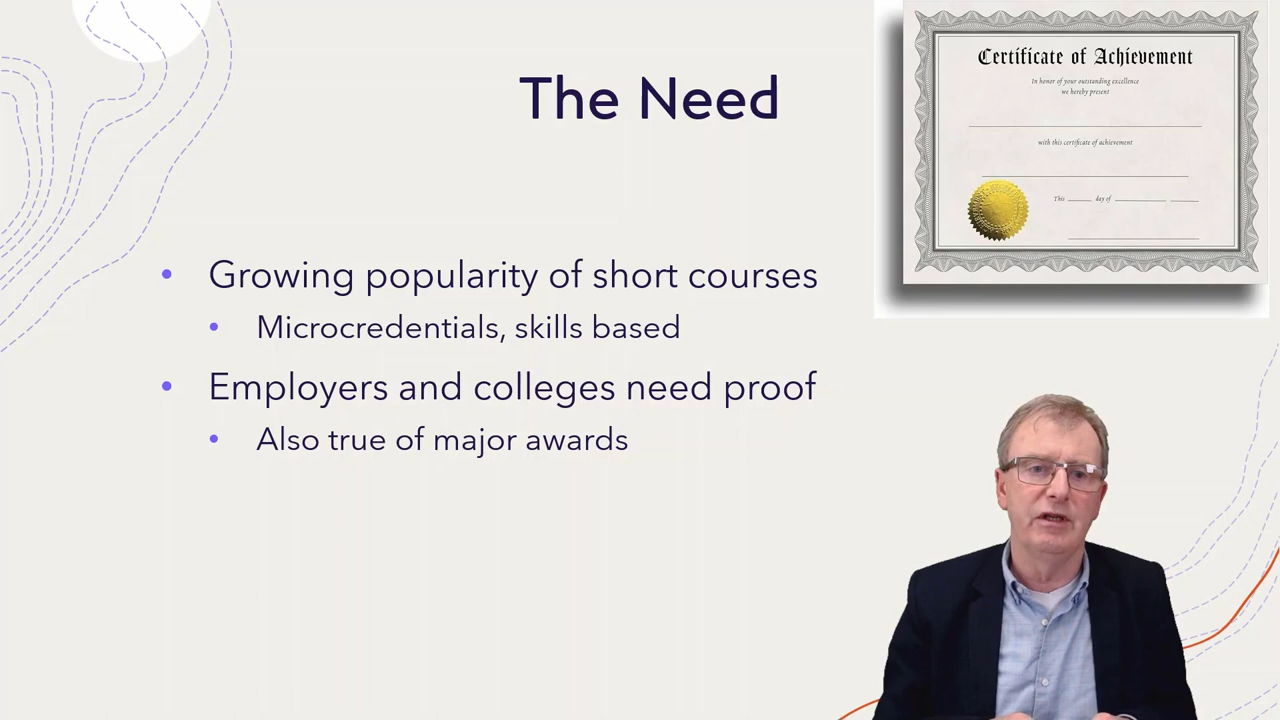 The Need
Growing popularity of short courses
Microcredentials, skills based
Employers and colleges need proof
Also true of major awards
Certificate of Achievement
In honor of your outstanding excellence
we hereby present
with this certificate of achievement
This day of